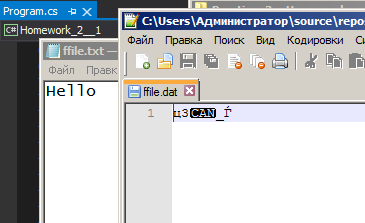 Program.cs
C:\Users\Администратор\source\repo
C# Homework_2__1
ffile.txt
Файл Правк
Файл Правка Поиск Вид Кодировки
Hello
ffile.dat
1 цЗCAN_Ѓ